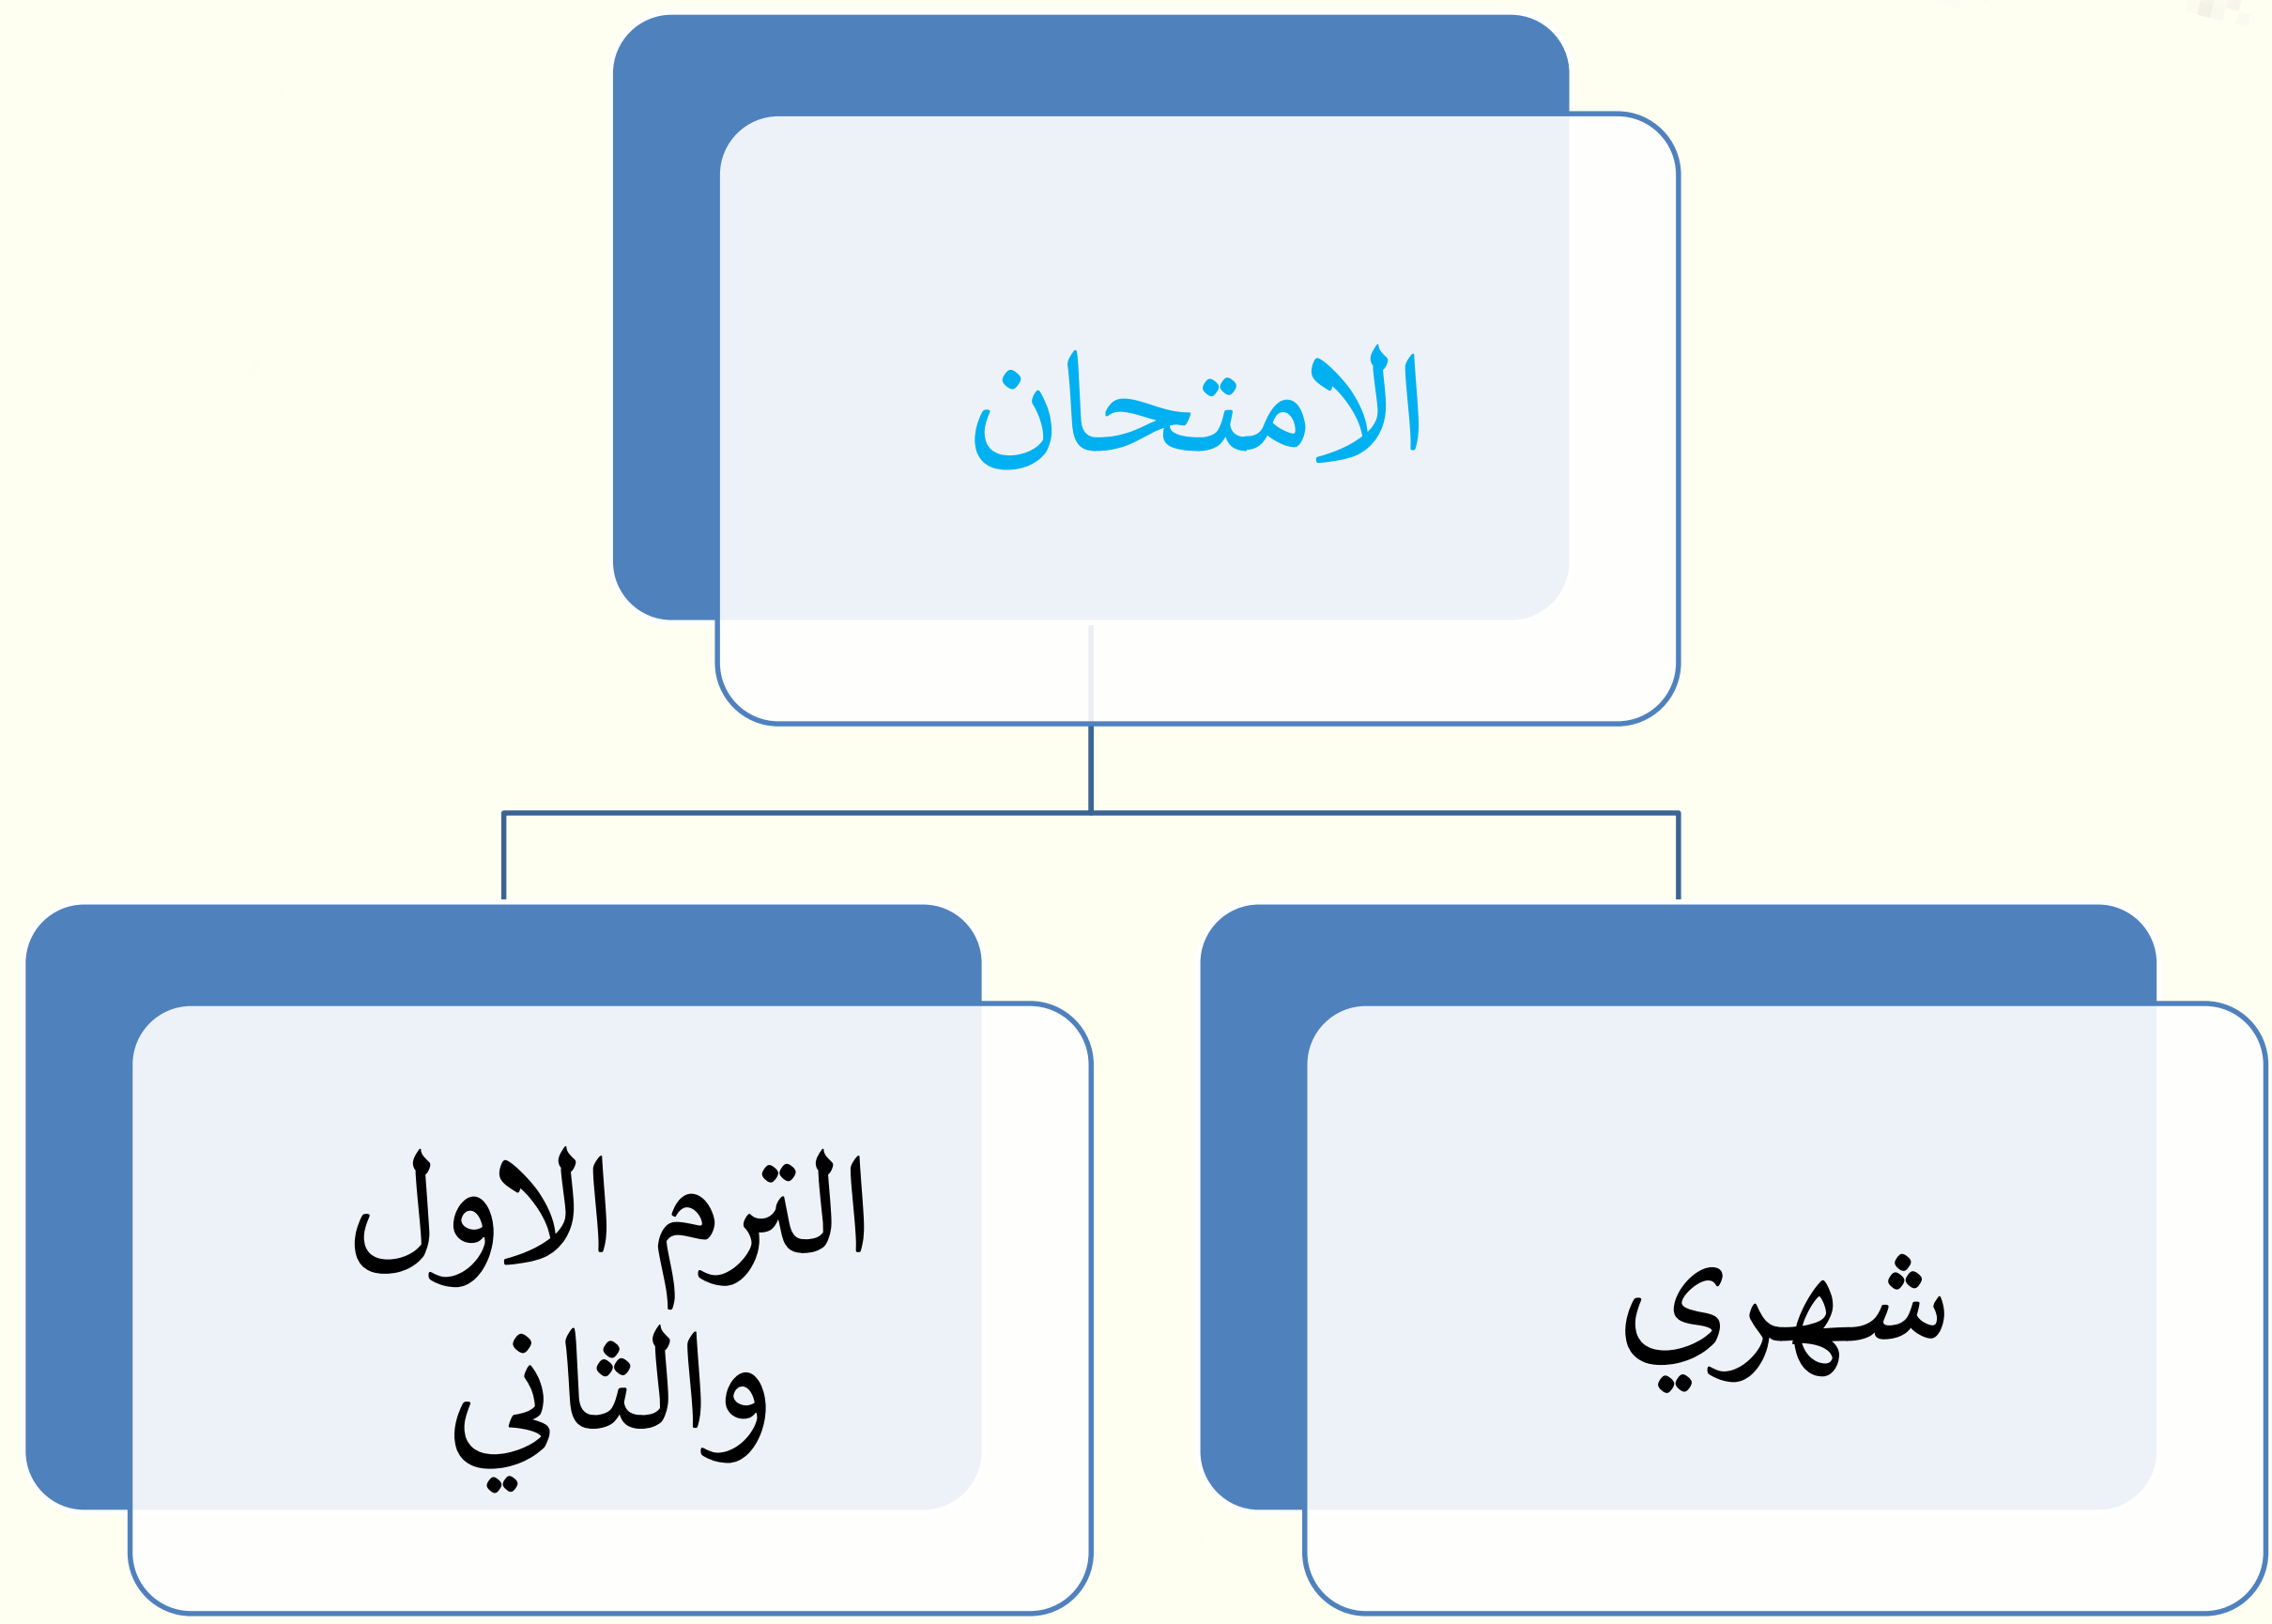 الامتحان
شهري
الترم الاول
والثاني